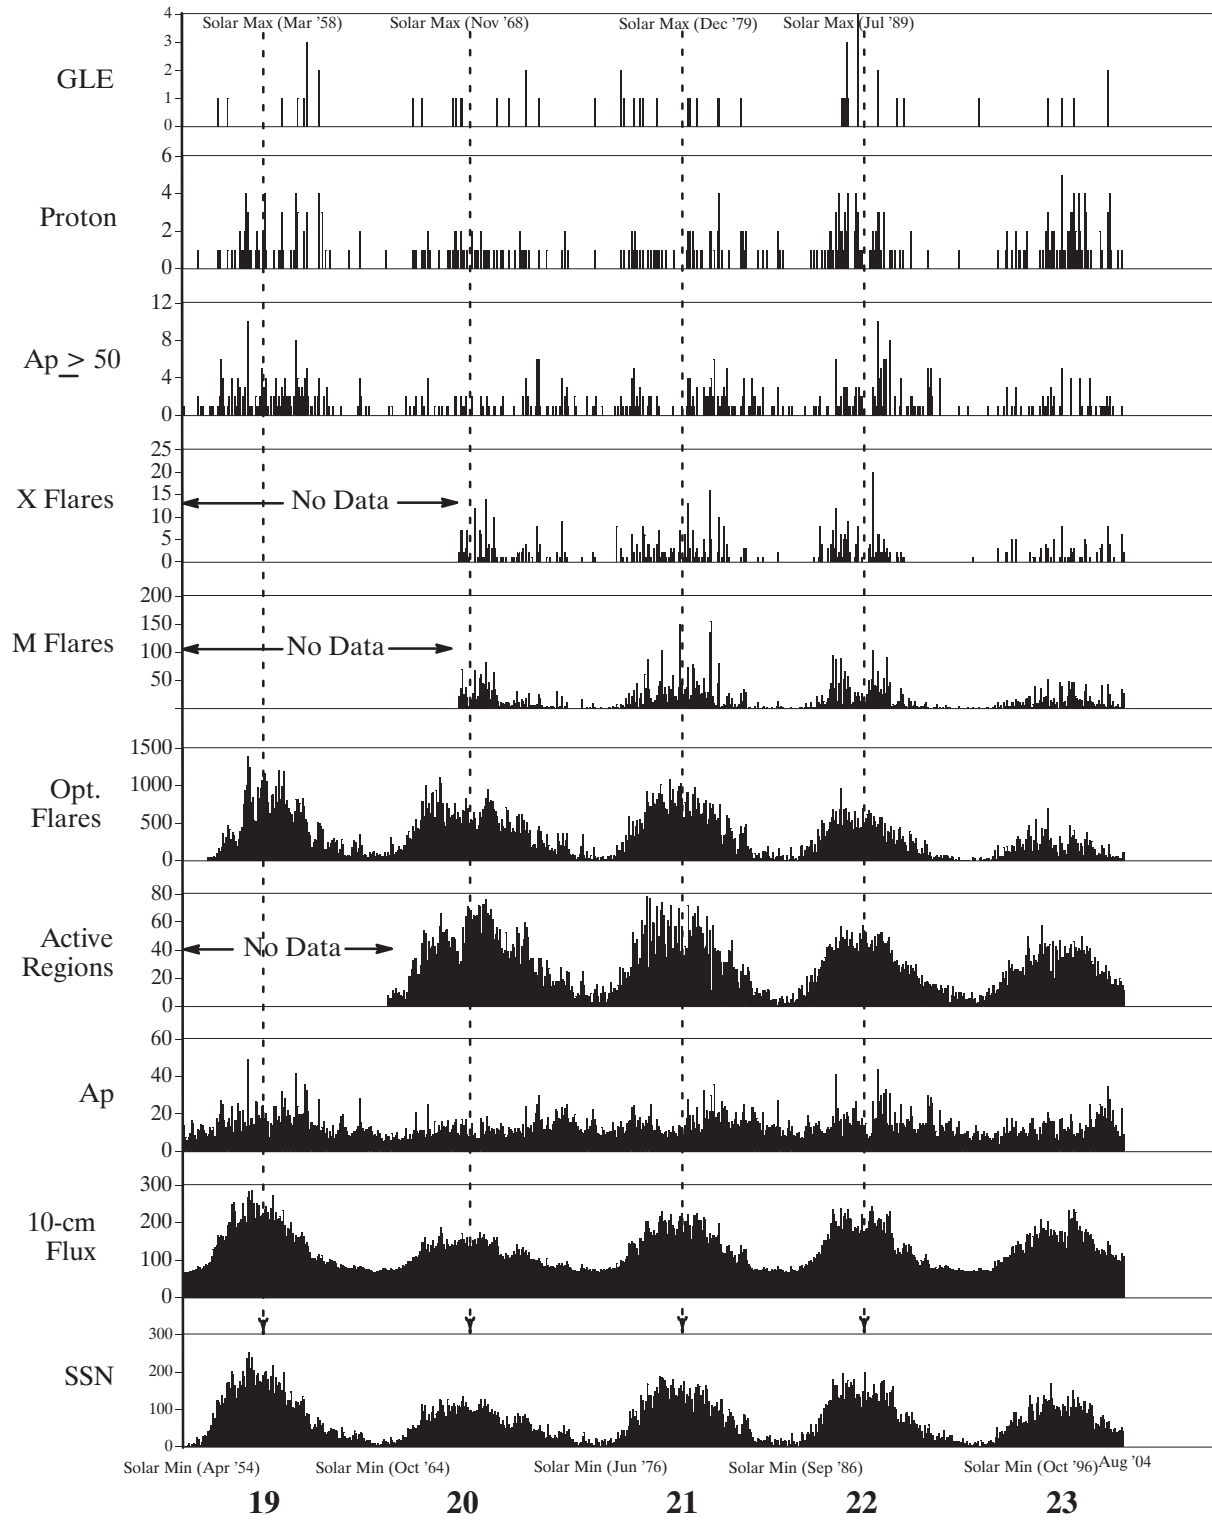 Solar Max (Mar '58) Solar Max (Nov '68) Solar Max (Dec '79) Solar Max (Jul '89)
GLE
4
3
2
1
0
Proton
6
4
2
0
Ap ≥ 50
12
8
4
0
X Flares
25
20
15
10
5
0
No Data
M Flares
200
150
100
50
No Data
Opt.
Flares
1500
1000
500
0
Active
Regions
80
60
40
20
0
No Data
Ap
60
40
20
0
10-cm
Flux
300
200
100
0
SSN
300
200
100
0
Solar Min (Apr '54) Solar Min (Oct '64) Solar Min (Jun '76) Solar Min (Sep '86) Solar Min (Oct '96) Aug '04
19 20 21 22 23